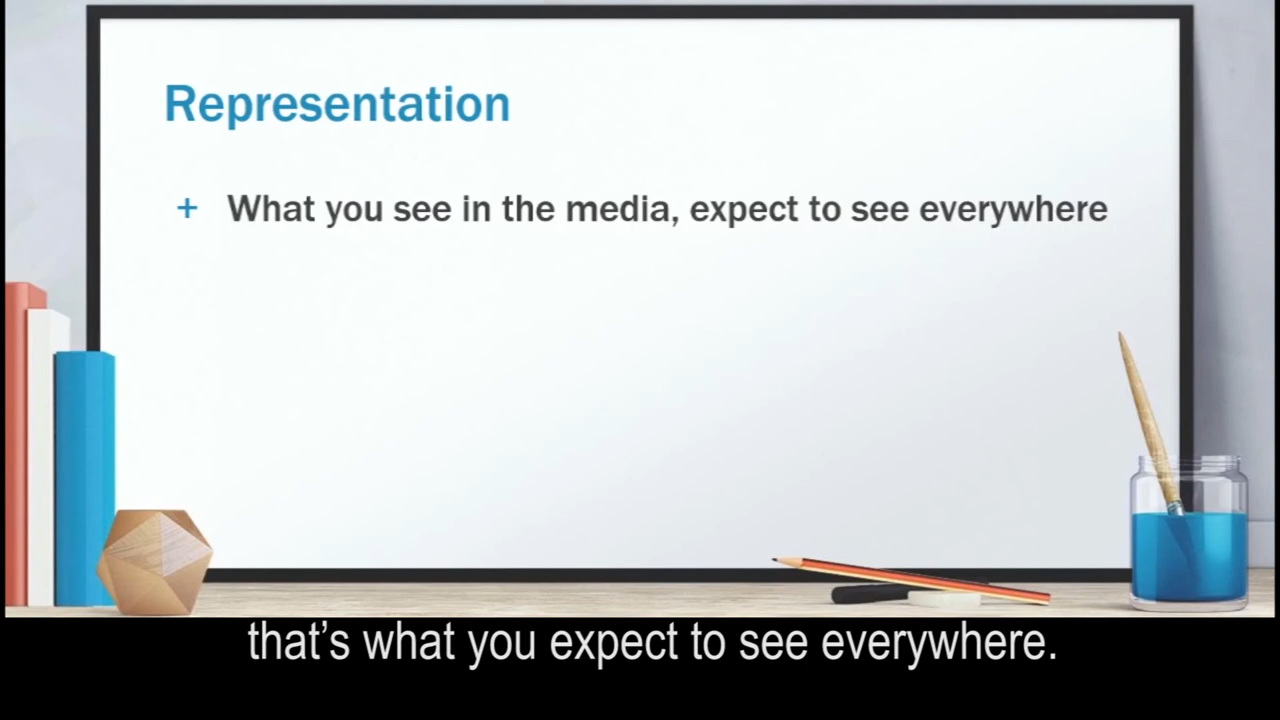 Representation
+ What you see in the media, expect to see everywhere
that’s what you expect to see everywhere.